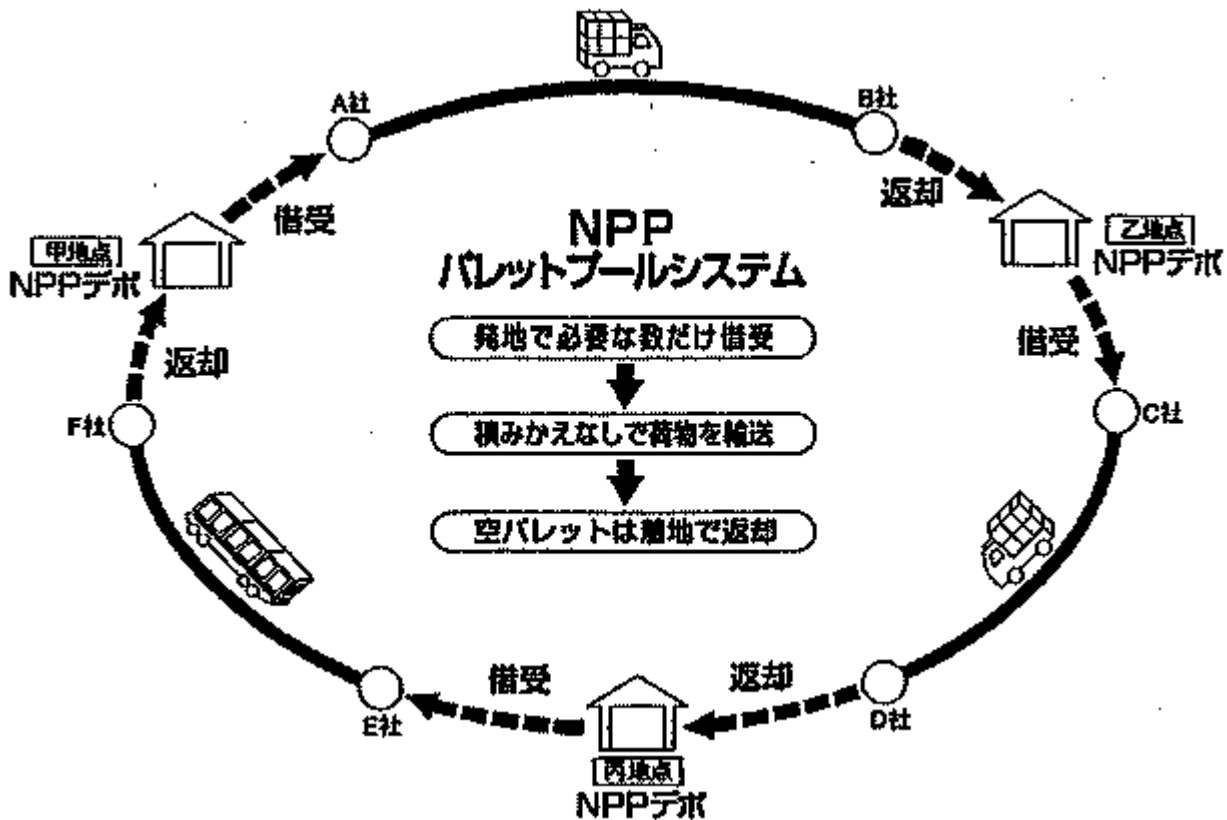 A社
B社
借受
返却
甲地点
NPPデポ
乙地点
NPPデポ
NPP
パレットプールシステム
発地で必要な数だけ借受
積みかえなしで荷物を輸送
空パレットは着地で返却
返却
借受
F社
C社
借受
返却
E社
D社
丙地点
NPPデポ